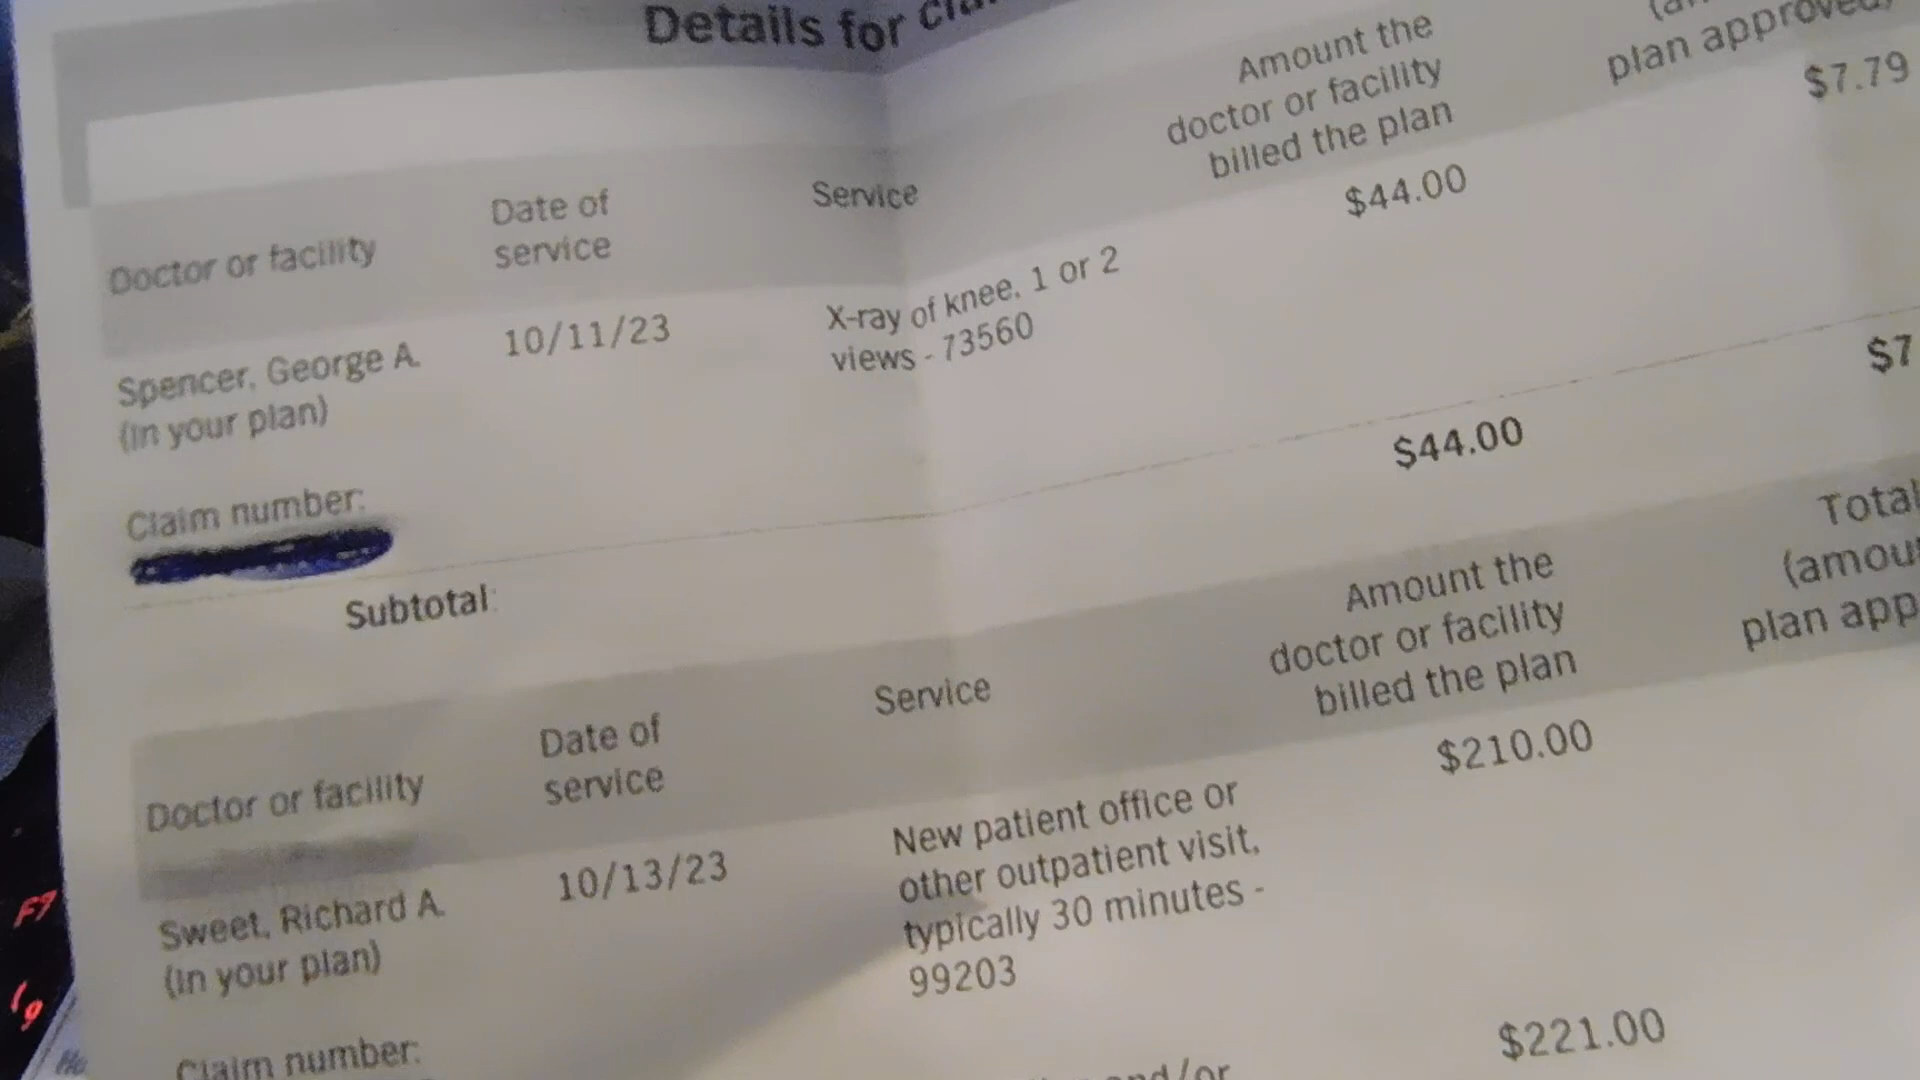 Details for
Amount the
doctor or facility
billed the plan
plan approved)
Doctor or facility
Date of
service
Service
$44.00
$7.79
Spencer, George A.
(In your plan)
10/11/23
X-ray of knee, 1 or 2
views - 73560
Claim number:
Subtotal:
$44.00
$7
Doctor or facility
Date of
service
Service
Amount the
doctor or facility
billed the plan
Total
(amou
plan app
Sweet, Richard A.
(In your plan)
10/13/23
New patient office or
other outpatient visit,
typically 30 minutes -
99203
$210.00
Claim number:
and/or
$221.00
F7